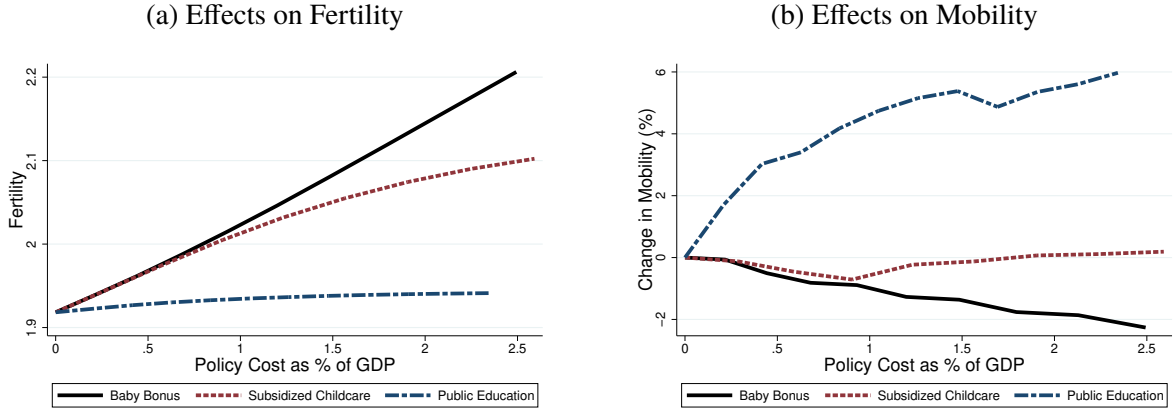 (a) Effects on Fertility
Fertility
2.2
2.1
2
1.9
0 .5 1 1.5 2 2.5
Policy Cost as % of GDP
Baby Bonus Subsidized Childcare Public Education
(b) Effects on Mobility
Change in Mobility (%)
6
4
2
0
−2
0 .5 1 1.5 2 2.5
Policy Cost as % of GDP
Baby Bonus Subsidized Childcare Public Education